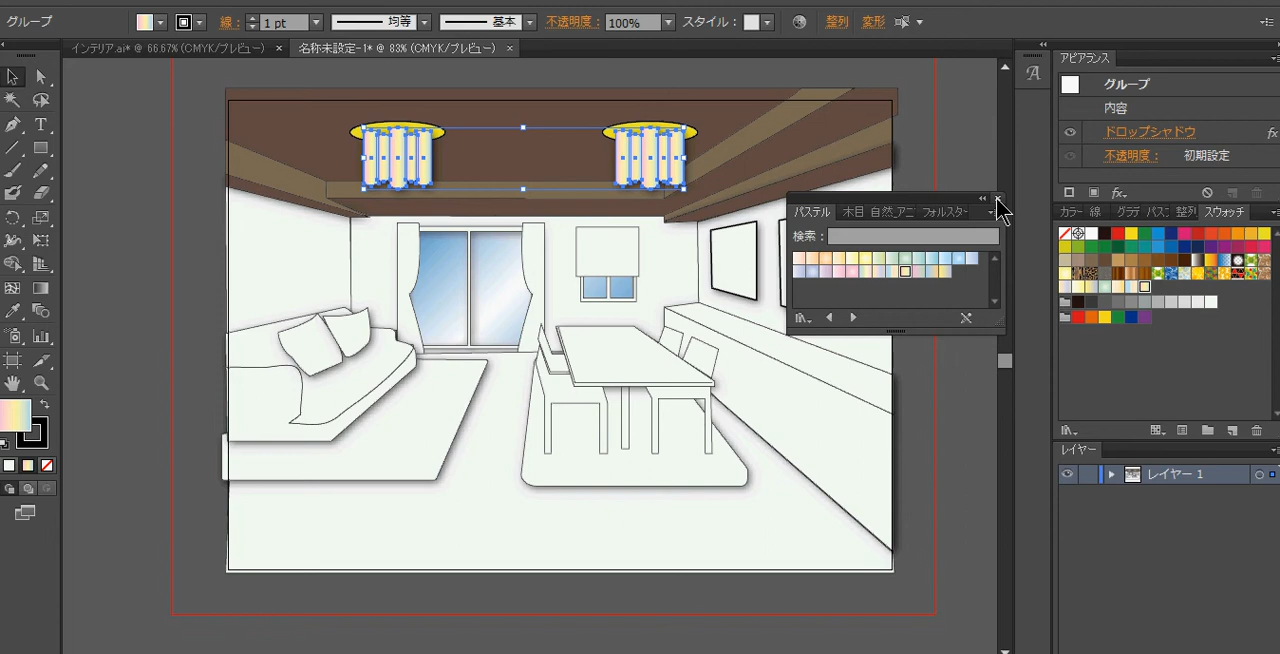 グループ
線:
1 pt
均等
基本
不透明度:
100%
スタイル:
整列
変形
インテリア.ai* @ 66.67% (CMYK/プレビュー) ×
名称未設定-1* @ 83% (CMYK/プレビュー) ×
アピアランス
グループ
内容
ドロップシャドウ
fx
不透明度:
初期設定
fx
パステル
木目
自然_アニ
フォルスター
検索:
カラー
線
グラデ
パス
整列
スウォッチ
レイヤー
レイヤー 1